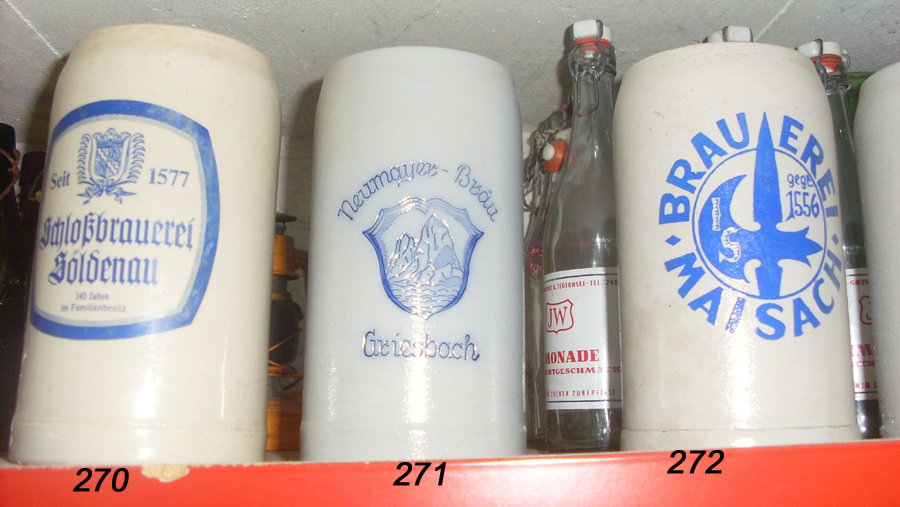 Seit 1577
Schloßbrauerei
Söldenau
140 Jahre
im Familienbesitz
Neumayer-Bräu
Griesbach
JW
MONADE
BRAUEREI
gegr.
1556
MAISACH
270
271
272